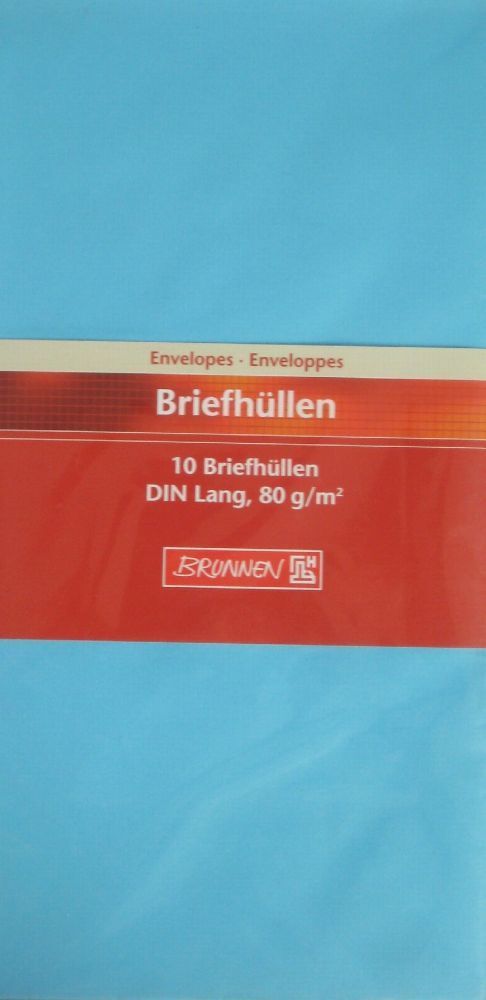 Envelopes · Enveloppes
Briefhüllen
10 Briefhüllen
DIN Lang, 80 g/m²
BRUNNEN